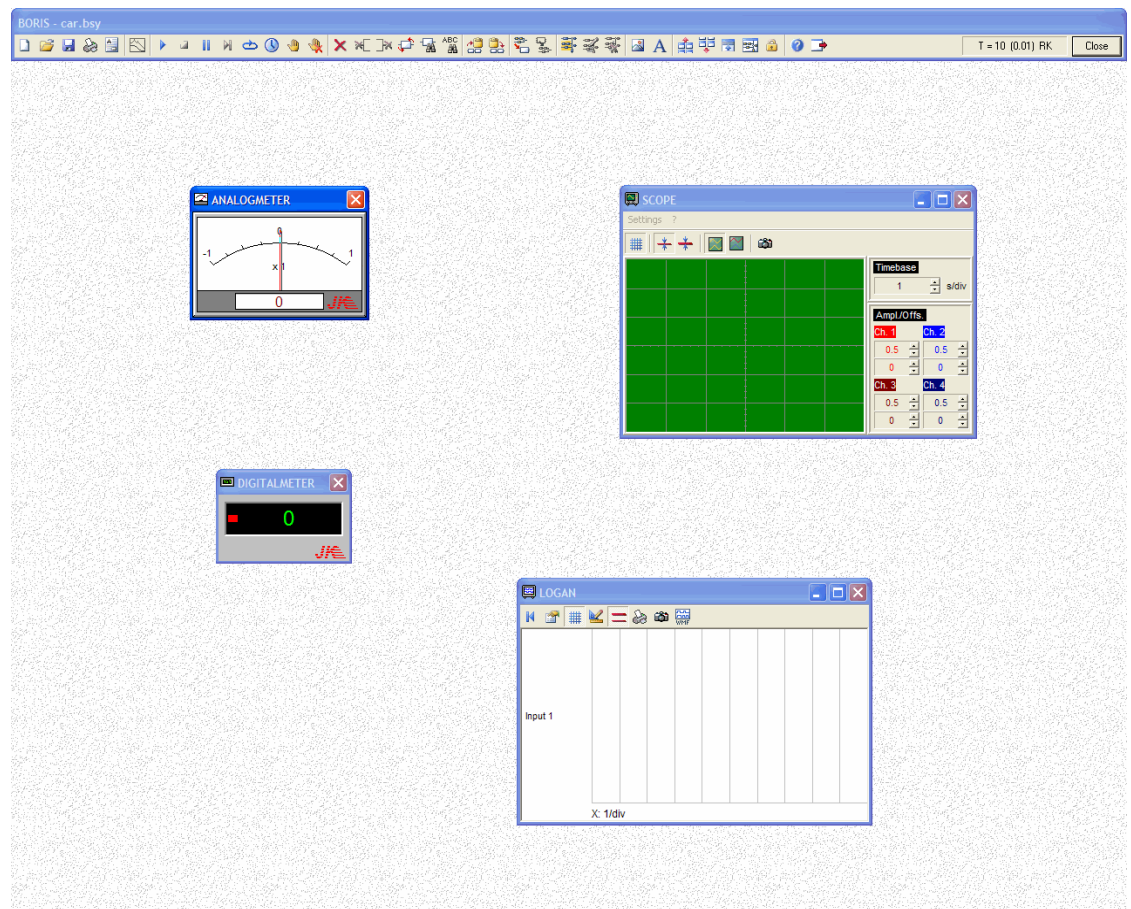 BORIS - car.bsy
ABC
A
T = 10 (0.01) RK
Close
ANALOGMETER
-1
0
1
x 1
0
SCOPE
Settings ?
Timebase
1 s/div
Ampl./Offs.
Ch. 1 Ch. 2
0.5 0.5
0 0
Ch. 3 Ch. 4
0.5 0.5
0 0
DIGITALMETER
0
LOGAN
WMF
Input 1
X: 1/div